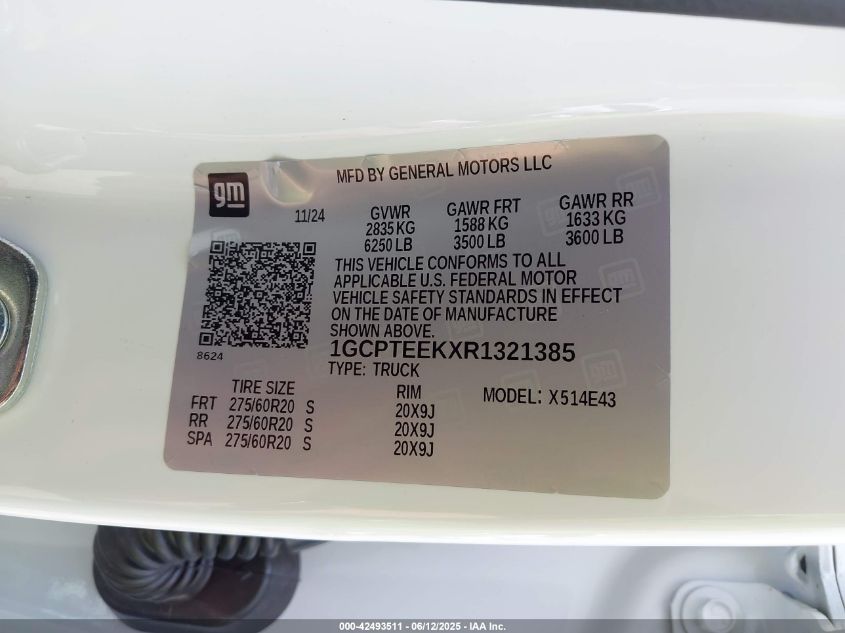 gm
MFD BY GENERAL MOTORS LLC
11/24
GVWR GAWR FRT GAWR RR
2835 KG 1588 KG 1633 KG
6250 LB 3500 LB 3600 LB
THIS VEHICLE CONFORMS TO ALL
APPLICABLE U.S. FEDERAL MOTOR
VEHICLE SAFETY STANDARDS IN EFFECT
ON THE DATE OF MANUFACTURE
SHOWN ABOVE.
8624
1GCPTEEKXR1321385
TYPE: TRUCK
TIRE SIZE RIM MODEL: X514E43
FRT 275/60R20 S 20X9J
RR 275/60R20 S 20X9J
SPA 275/60R20 S 20X9J
000-42493511 - 06/12/2025 - IAA Inc.